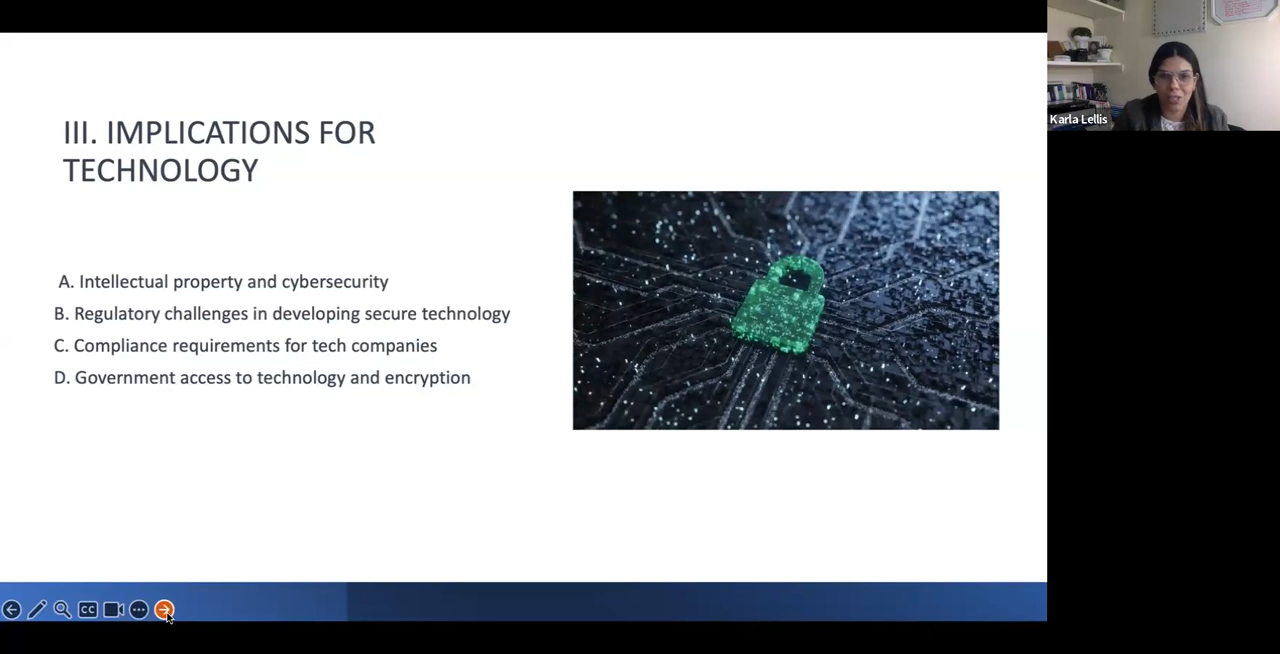 III. IMPLICATIONS FOR
TECHNOLOGY
A. Intellectual property and cybersecurity
B. Regulatory challenges in developing secure technology
C. Compliance requirements for tech companies
D. Government access to technology and encryption
Karla Lellis
CC